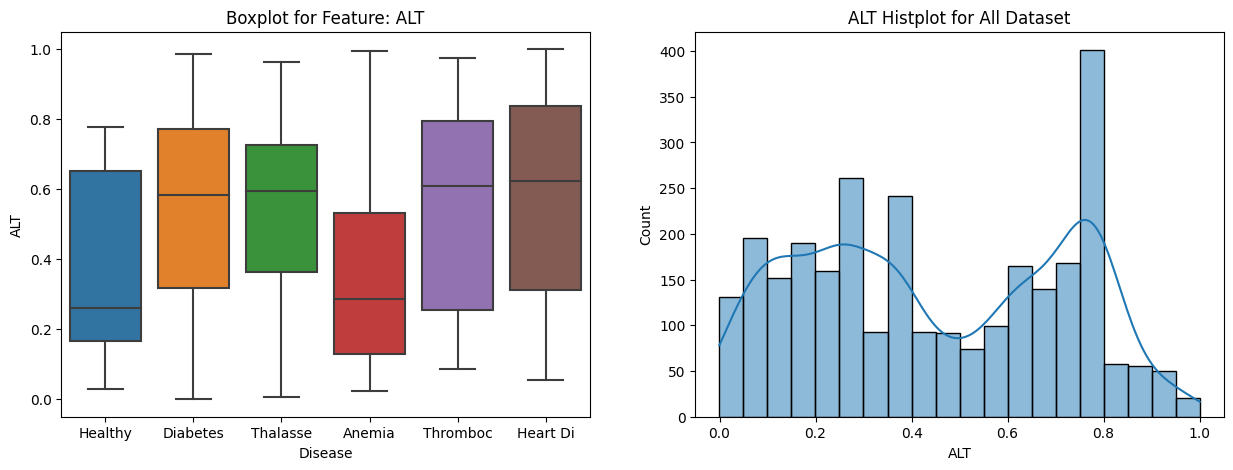 Boxplot for Feature: ALT
1.0
0.8
0.6
0.4
0.2
0.0
ALT
Healthy Diabetes Thalasse Anemia Thromboc Heart Di
Disease
ALT Histplot for All Dataset
400
350
300
250
200
150
100
50
0
Count
0.0 0.2 0.4 0.6 0.8 1.0
ALT